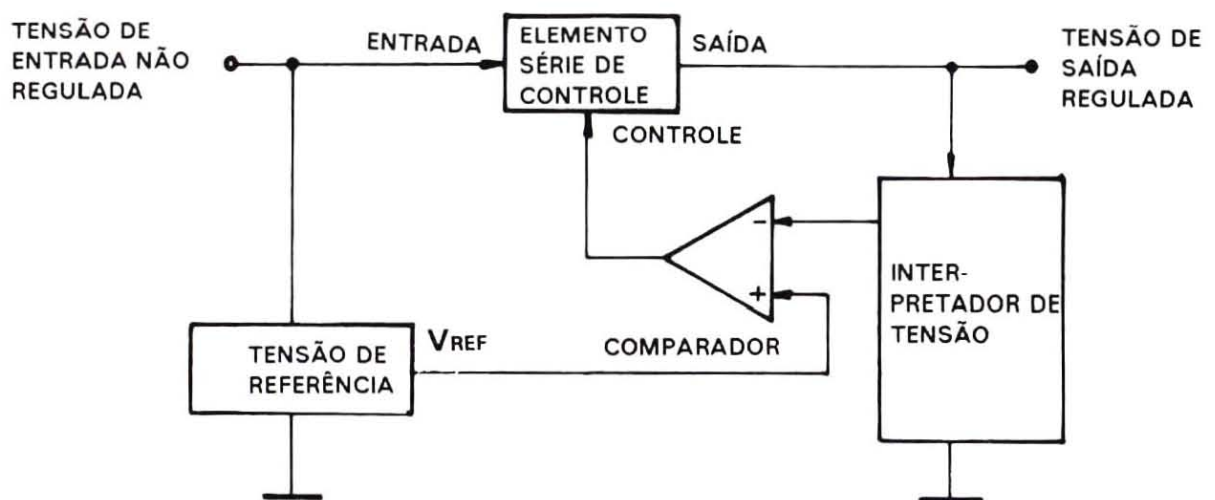 TENSÃO DE
ENTRADA NÃO
REGULADA
ENTRADA
ELEMENTO
SÉRIE DE
CONTROLE
SAÍDA
TENSÃO DE
SAÍDA
REGULADA
CONTROLE
-
+
INTER-
PRETADOR DE
TENSÃO
VREF
COMPARADOR
TENSÃO DE
REFERÊNCIA